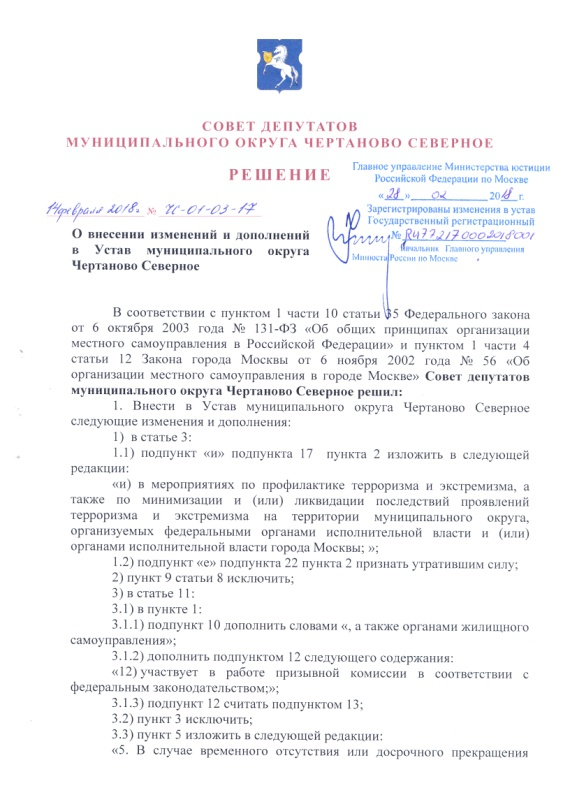 СОВЕТ ДЕПУТАТОВ
МУНИЦИПАЛЬНОГО ОКРУГА ЧЕРТАНОВО СЕВЕРНОЕ
РЕШЕНИЕ
Главное управление Министерства юстиции
Российской Федерации по Москве
«28» 02 2018 г.
Зарегистрированы изменения в устав
Государственный регистрационный
№ RU772170002018001
Начальник Главного управления
Минюста России по Москве
14 февраля 2018 г. № ЧС-01-03-17
О внесении изменений и дополнений
в Устав муниципального округа
Чертаново Северное
В соответствии с пунктом 1 части 10 статьи 35 Федерального закона
от 6 октября 2003 года № 131-ФЗ «Об общих принципах организации
местного самоуправления в Российской Федерации» и пунктом 1 части 4
статьи 12 Закона города Москвы от 6 ноября 2002 года № 56 «Об
организации местного самоуправления в городе Москве» Совет депутатов
муниципального округа Чертаново Северное решил:
1. Внести в Устав муниципального округа Чертаново Северное
следующие изменения и дополнения:
1) в статье 3:
1.1) подпункт «и» подпункта 17 пункта 2 изложить в следующей
редакции:
«и) в мероприятиях по профилактике терроризма и экстремизма, а
также по минимизации и (или) ликвидации последствий проявлений
терроризма и экстремизма на территории муниципального округа,
организуемых федеральными органами исполнительной власти и (или)
органами исполнительной власти города Москвы; »;
1.2) подпункт «е» подпункта 22 пункта 2 признать утратившим силу;
2) пункт 9 статьи 8 исключить;
3) в статье 11:
3.1) в пункте 1:
3.1.1) подпункт 10 дополнить словами «, а также органами жилищного
самоуправления»;
3.1.2) дополнить подпунктом 12 следующего содержания:
«12) участвует в работе призывной комиссии в соответствии с
федеральным законодательством;»;
3.1.3) подпункт 12 считать подпунктом 13;
3.2) пункт 3 исключить;
3.3) пункт 5 изложить в следующей редакции:
«5. В случае временного отсутствия или досрочного прекращения